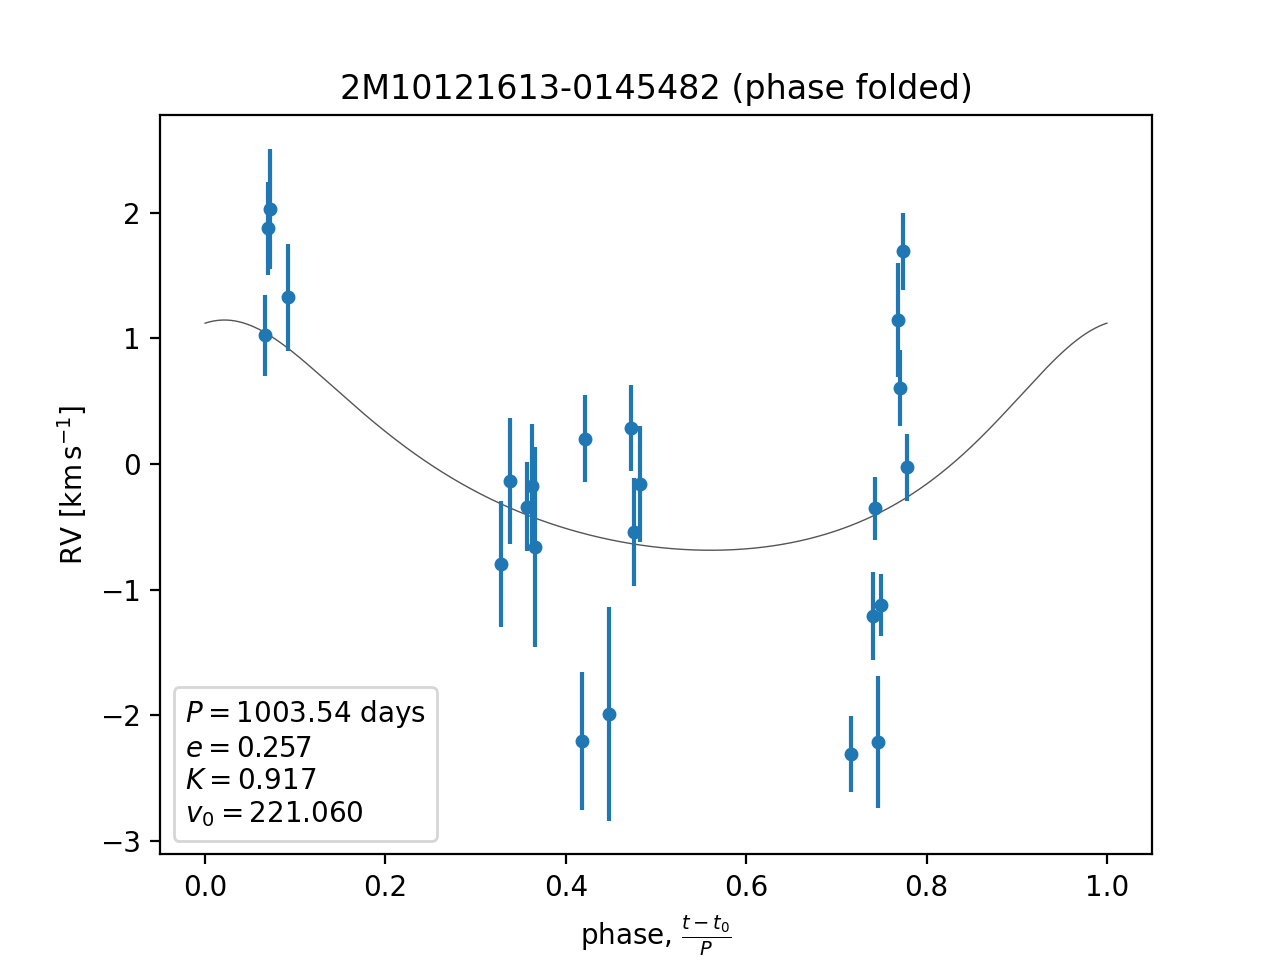 2M10121613-0145482 (phase folded)
RV [km s⁻¹]
2
1
0
−1
−2
−3
P = 1003.54 days
e = 0.257
K = 0.917
v₀ = 221.060
0.0 0.2 0.4 0.6 0.8 1.0
phase, (t − t₀)/P